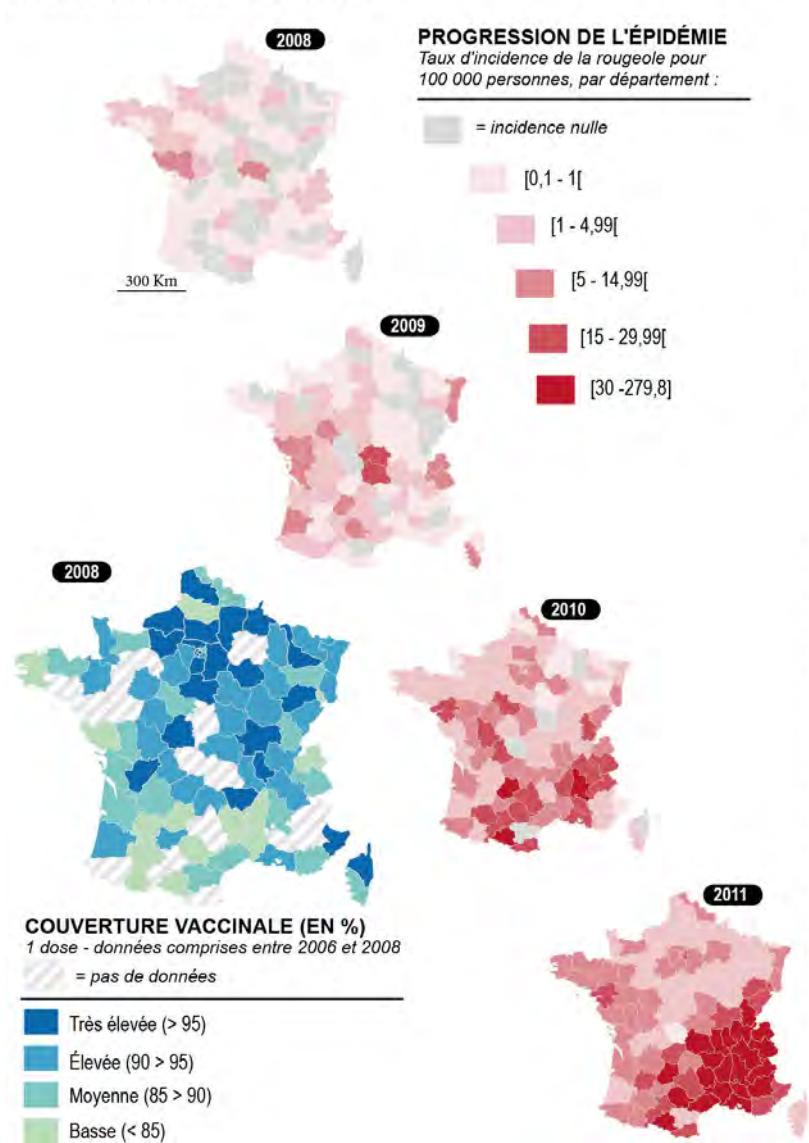 2008
PROGRESSION DE L'ÉPIDÉMIE
Taux d'incidence de la rougeole pour
100 000 personnes, par département :
= incidence nulle
[0,1 - 1[
[1 - 4,99[
[5 - 14,99[
[15 - 29,99[
[30 -279,8]
300 Km
2009
2008
2010
2011
COUVERTURE VACCINALE (EN %)
1 dose - données comprises entre 2006 et 2008
= pas de données
Très élevée (> 95)
Élevée (90 > 95)
Moyenne (85 > 90)
Basse (< 85)